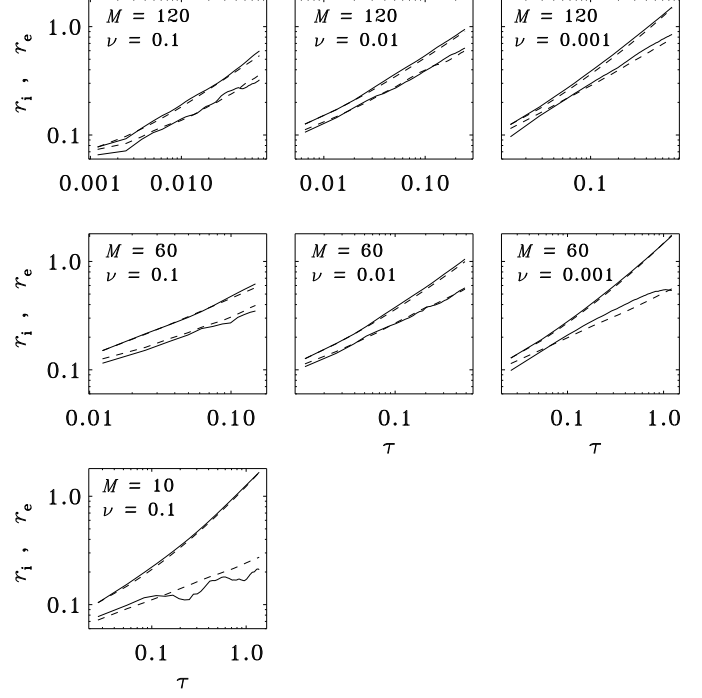 M = 120
ν = 0.1
M = 120
ν = 0.01
M = 120
ν = 0.001
1.0
0.1
r_i , r_e
0.001 0.010
0.01 0.10
0.1
M = 60
ν = 0.1
M = 60
ν = 0.01
M = 60
ν = 0.001
1.0
0.1
r_i , r_e
0.01 0.10
0.1
0.1 1.0
τ
τ
M = 10
ν = 0.1
1.0
0.1
r_i , r_e
0.1 1.0
τ